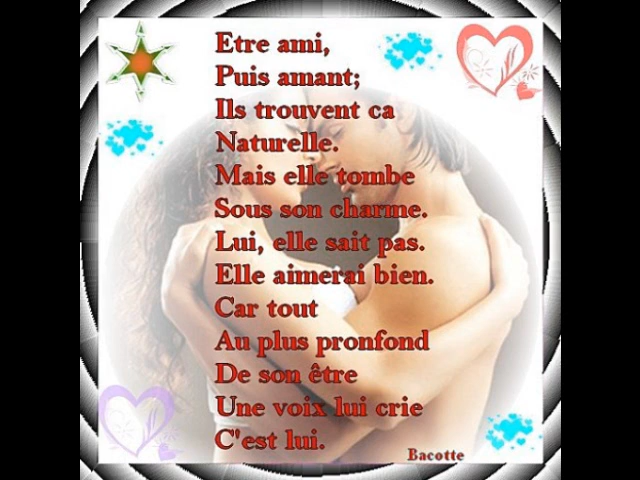 Etre ami,
Puis amant;
Ils trouvent ca
Naturelle.
Mais elle tombe
Sous son charme.
Lui, elle sait pas.
Elle aimerai bien.
Car tout
Au plus pronfond
De son être
Une voix lui crie
C'est lui.
Bacotte